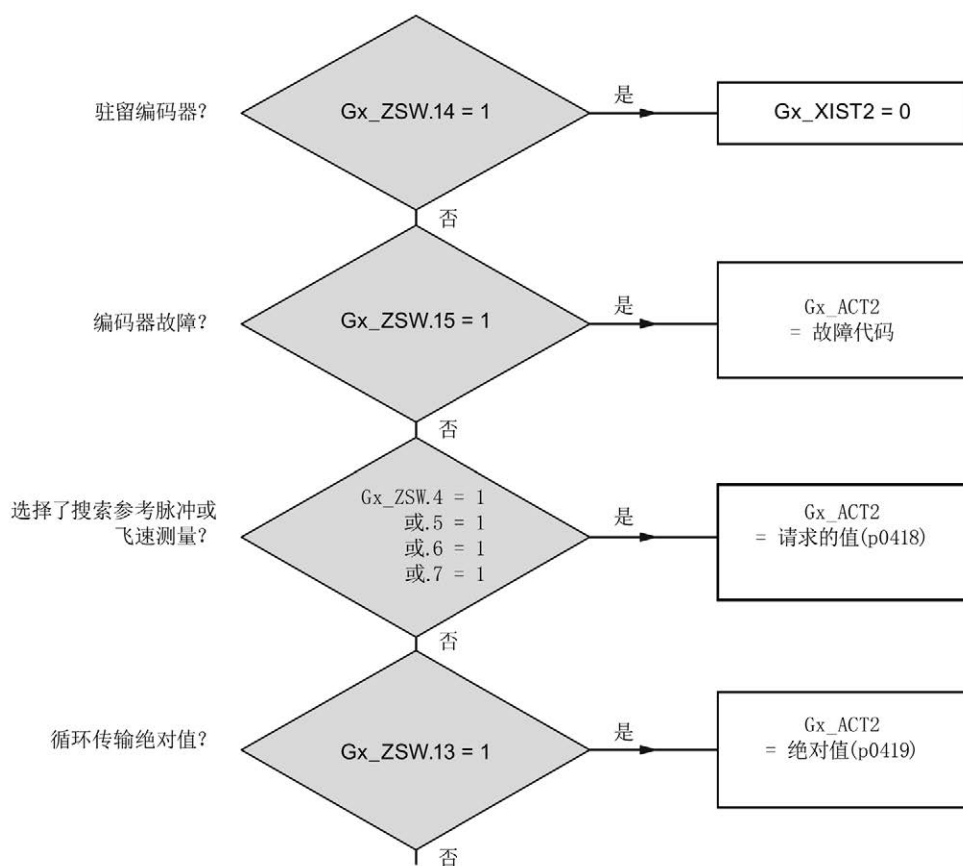 驻留编码器？
Gx_ZSW.14 = 1
是
Gx_XIST2 = 0
否
编码器故障？
Gx_ZSW.15 = 1
是
Gx_ACT2
= 故障代码
否
选择了搜索参考脉冲或
飞速测量？
Gx_ZSW.4 = 1
或.5 = 1
或.6 = 1
或.7 = 1
是
Gx_ACT2
= 请求的值(p0418)
否
循环传输绝对值？
Gx_ZSW.13 = 1
是
Gx_ACT2
= 绝对值(p0419)
否